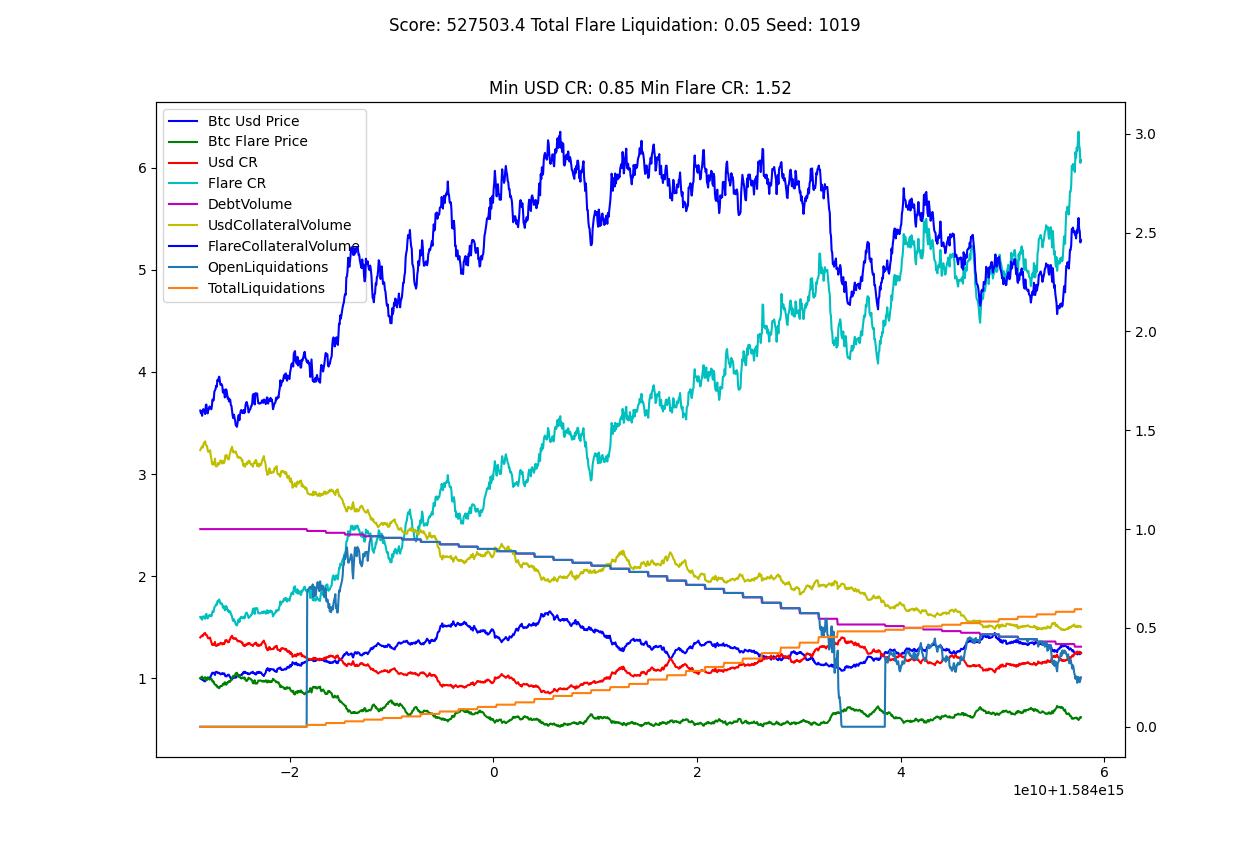 Score: 527503.4 Total Flare Liquidation: 0.05 Seed: 1019
Min USD CR: 0.85 Min Flare CR: 1.52
Btc Usd Price
Btc Flare Price
Usd CR
Flare CR
DebtVolume
UsdCollateralVolume
FlareCollateralVolume
OpenLiquidations
TotalLiquidations
6
5
4
3
2
1
3.0
2.5
2.0
1.5
1.0
0.5
0.0
−2
0
2
4
6
1e10+1.584e15